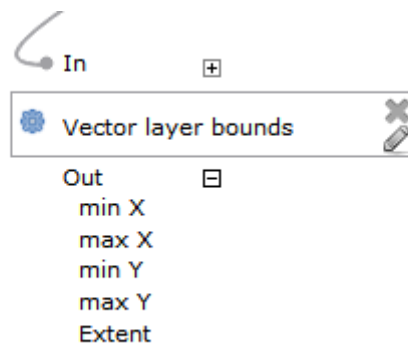 In
Vector layer bounds
Out
min X
max X
min Y
max Y
Extent